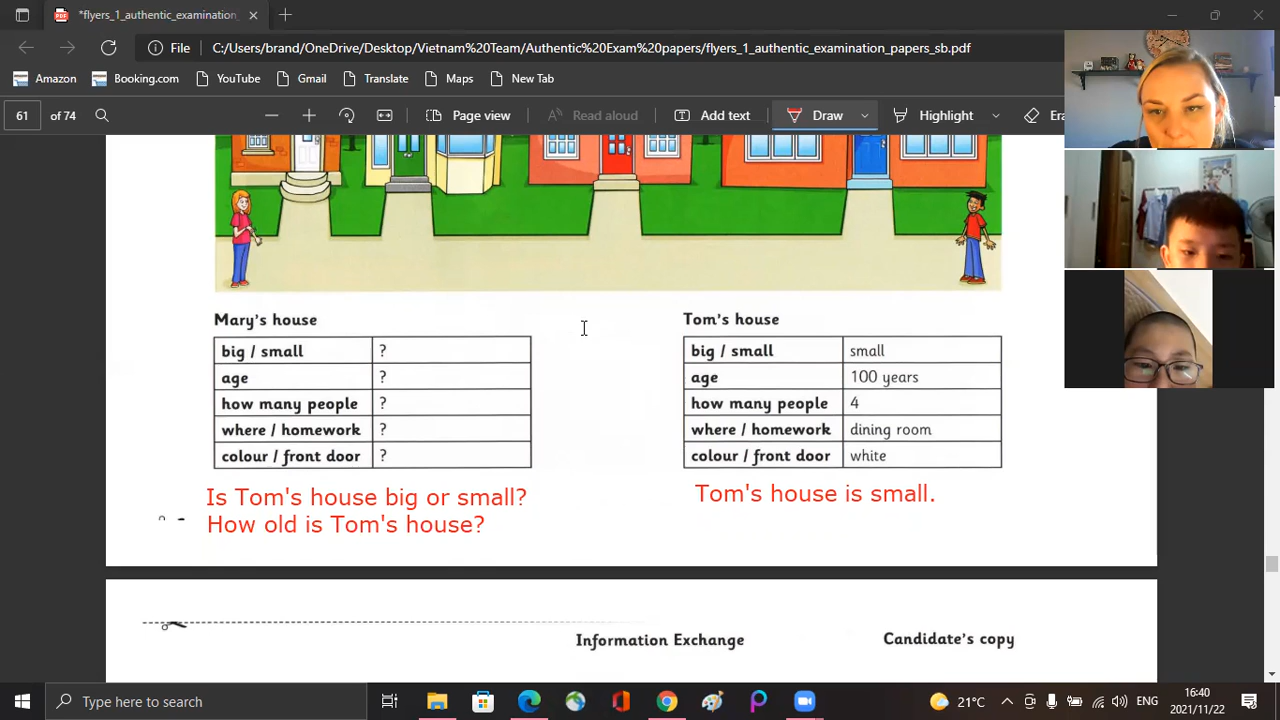 *flyers_1_authentic_examination_
File
C:/Users/brand/OneDrive/Desktop/Vietnam%20Team/Authentic%20Exam%20papers/flyers_1_authentic_examination_papers_sb.pdf
Amazon
Booking.com
YouTube
Gmail
Translate
Maps
New Tab
61 of 74
Page view
Read aloud
Add text
Draw
Highlight
Era
Mary's house
big / small ?
age ?
how many people ?
where / homework ?
colour / front door ?
Tom's house
big / small small
age 100 years
how many people 4
where / homework dining room
colour / front door white
Is Tom's house big or small?
How old is Tom's house?
Tom's house is small.
Information Exchange
Candidate's copy
Type here to search
21°C
ENG
16:40
2021/11/22